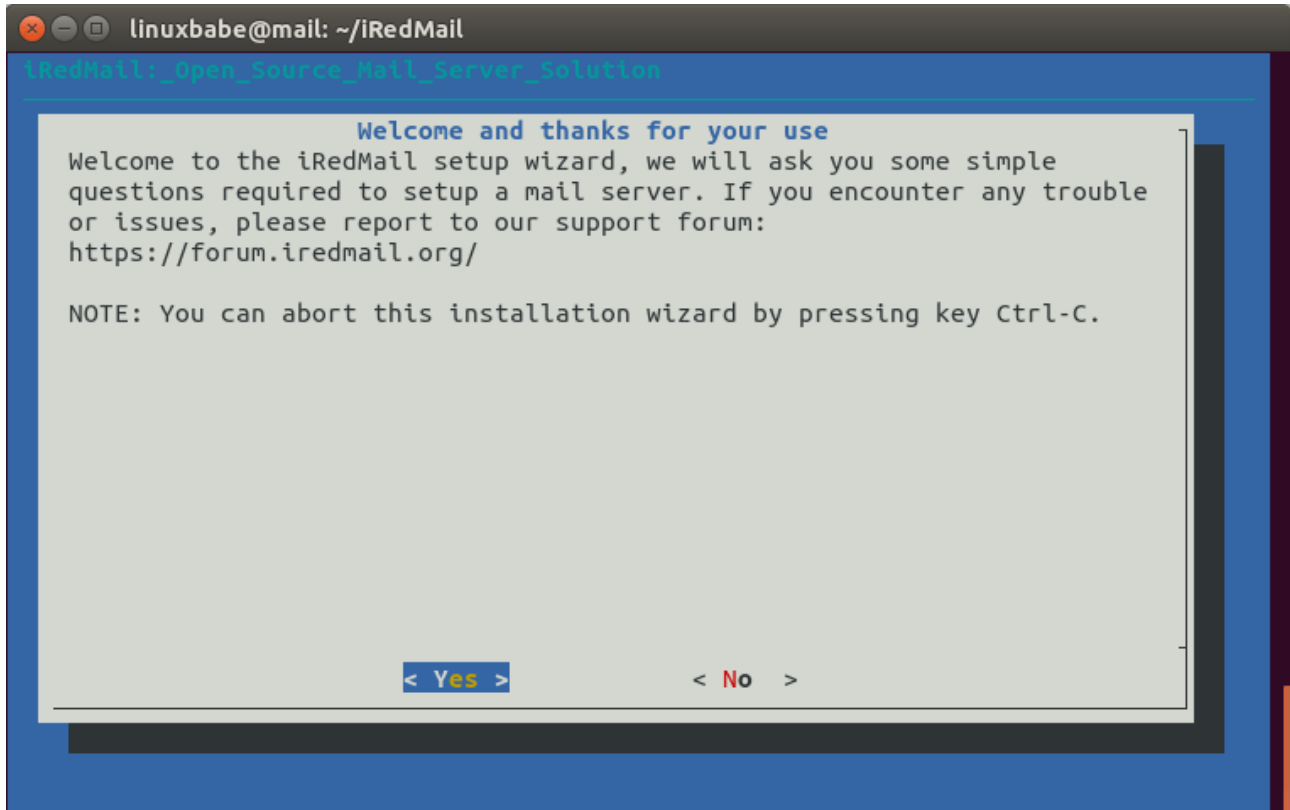 linuxbabe@mail: ~/iRedMail
iRedMail:_Open_Source_Mail_Server_Solution
Welcome and thanks for your use
Welcome to the iRedMail setup wizard, we will ask you some simple
questions required to setup a mail server. If you encounter any trouble
or issues, please report to our support forum:
https://forum.iredmail.org/
NOTE: You can abort this installation wizard by pressing key Ctrl-C.
< Yes > < No >